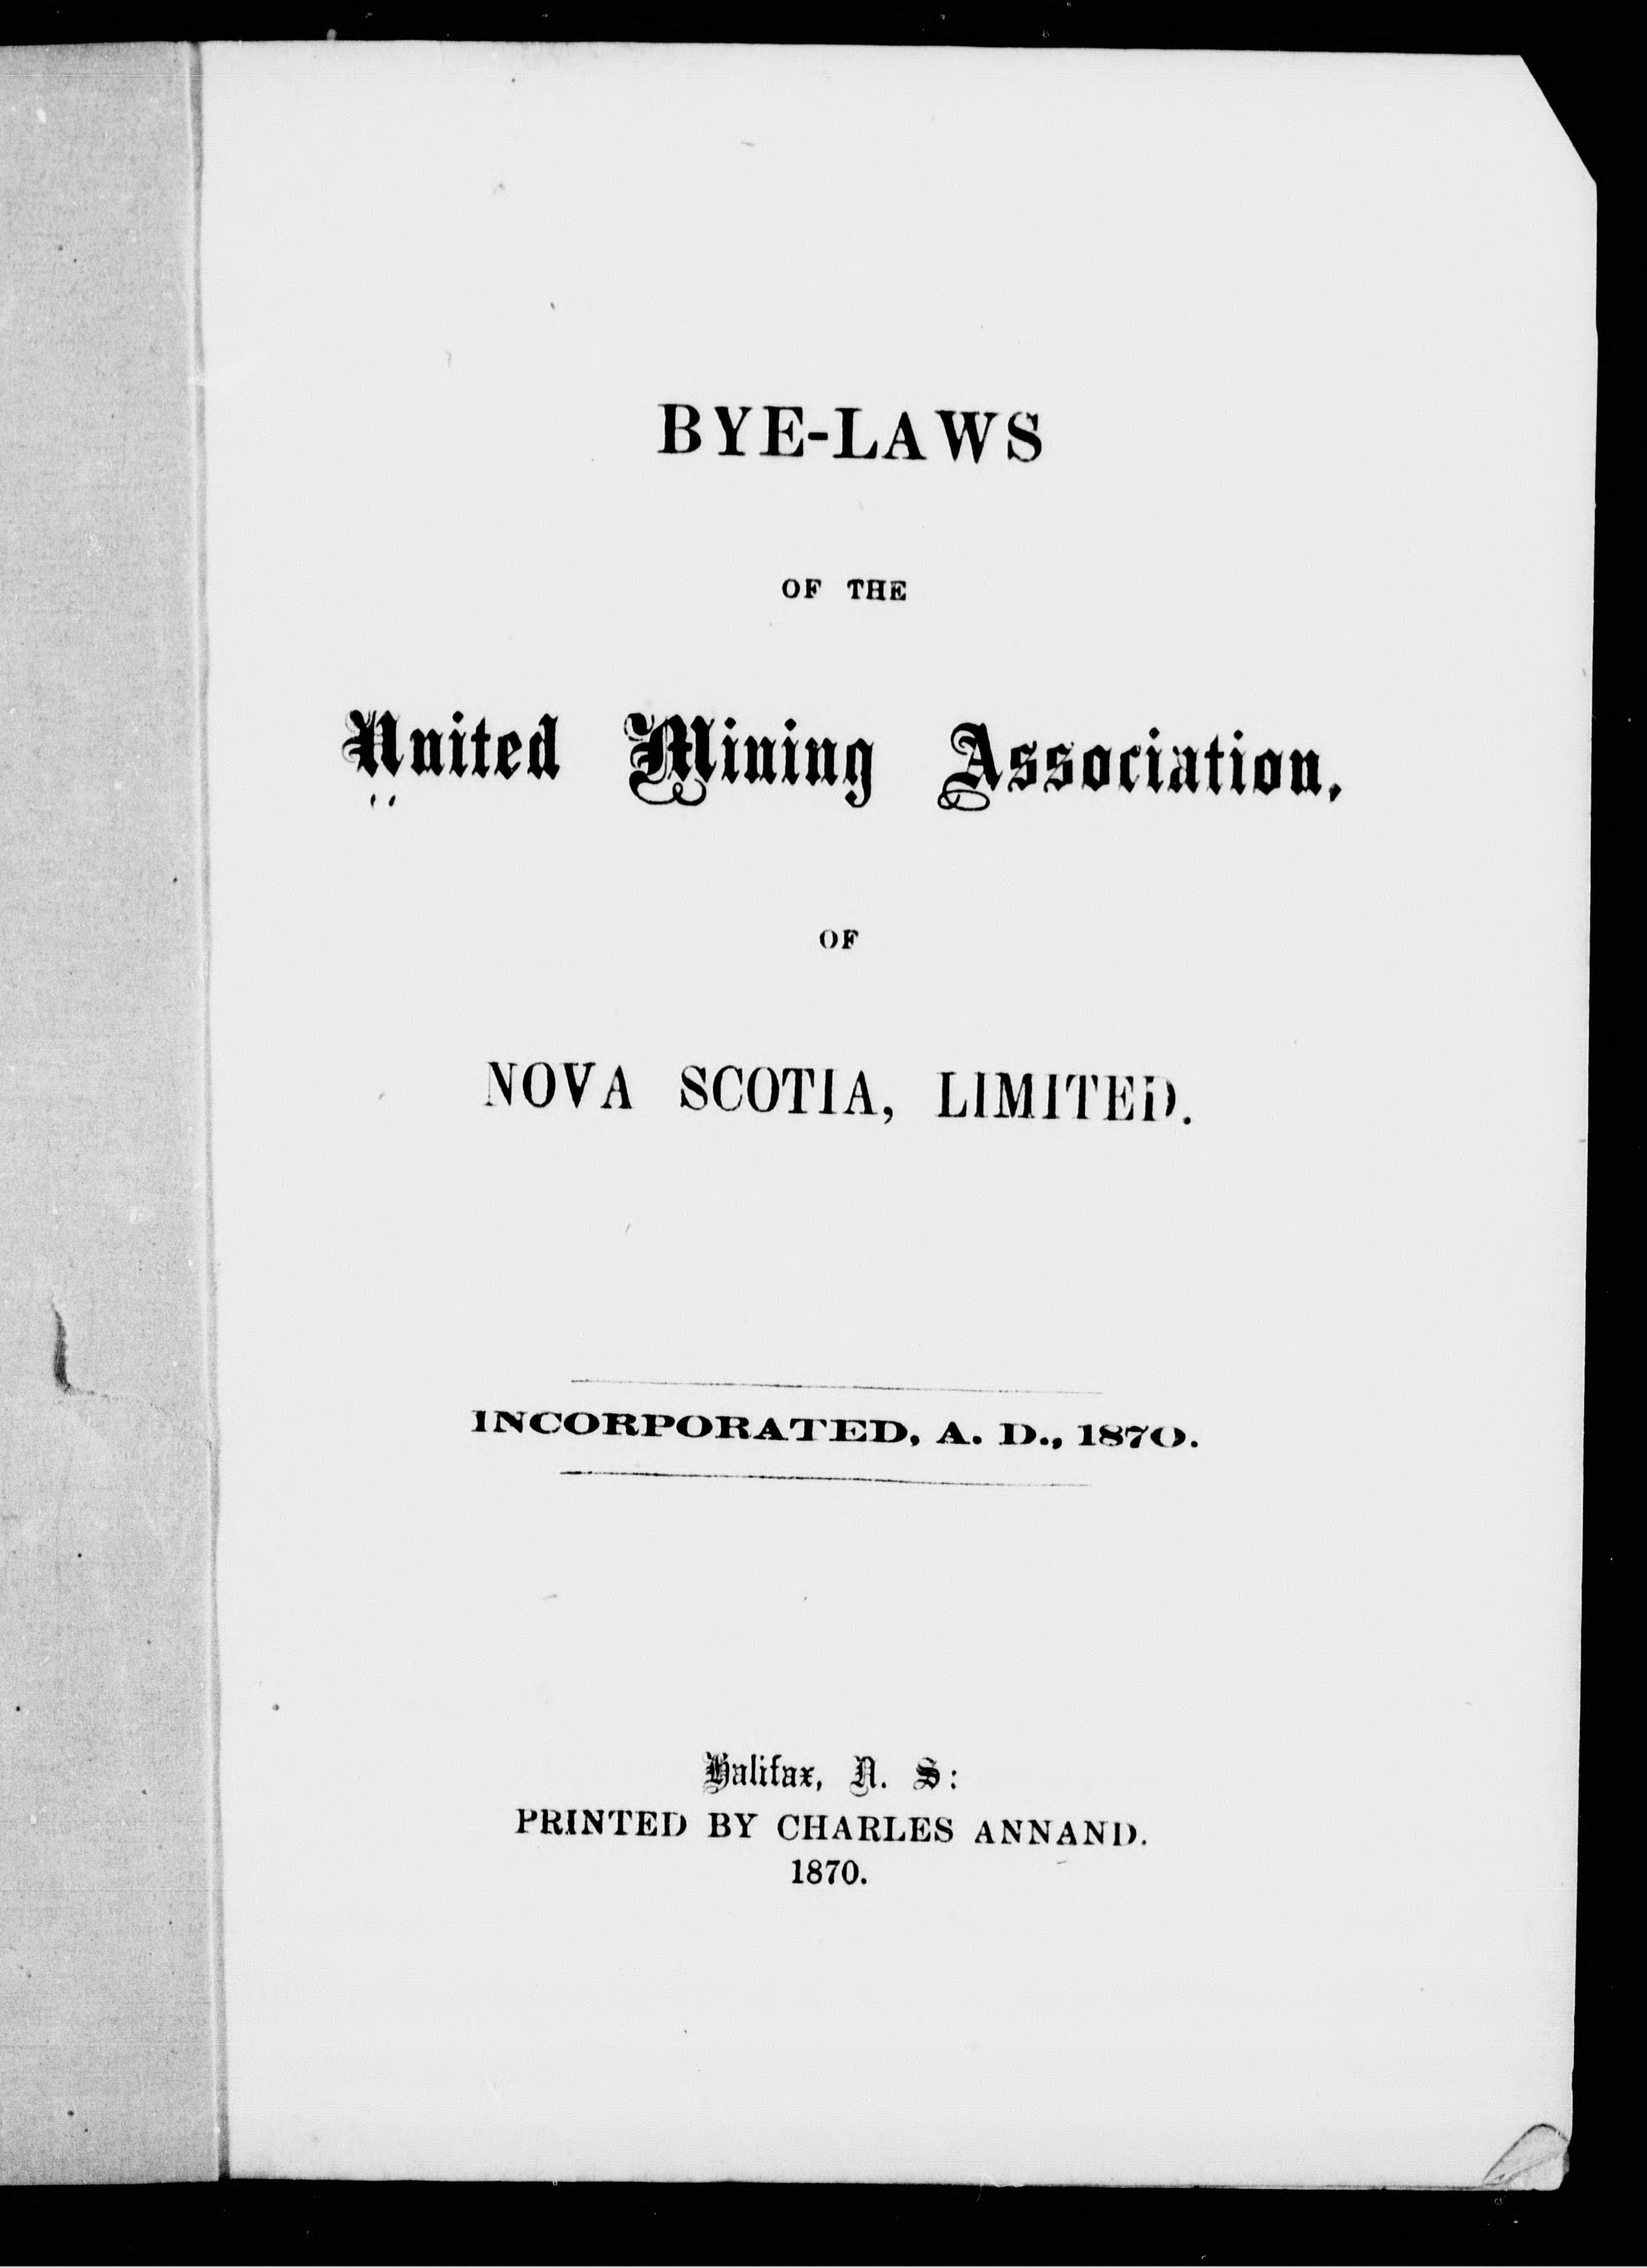 BYE-LAWS
OF THE
United Mining Association,
OF
NOVA SCOTIA, LIMITED.
INCORPORATED, A. D., 1870.
Halifax, N. S:
PRINTED BY CHARLES ANNAND.
1870.